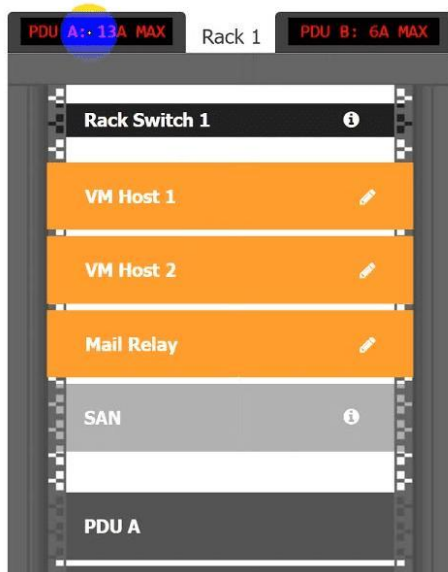 PDU A: 13A MAX
Rack 1
PDU B: 6A MAX
Rack Switch 1
VM Host 1
VM Host 2
Mail Relay
SAN
PDU A